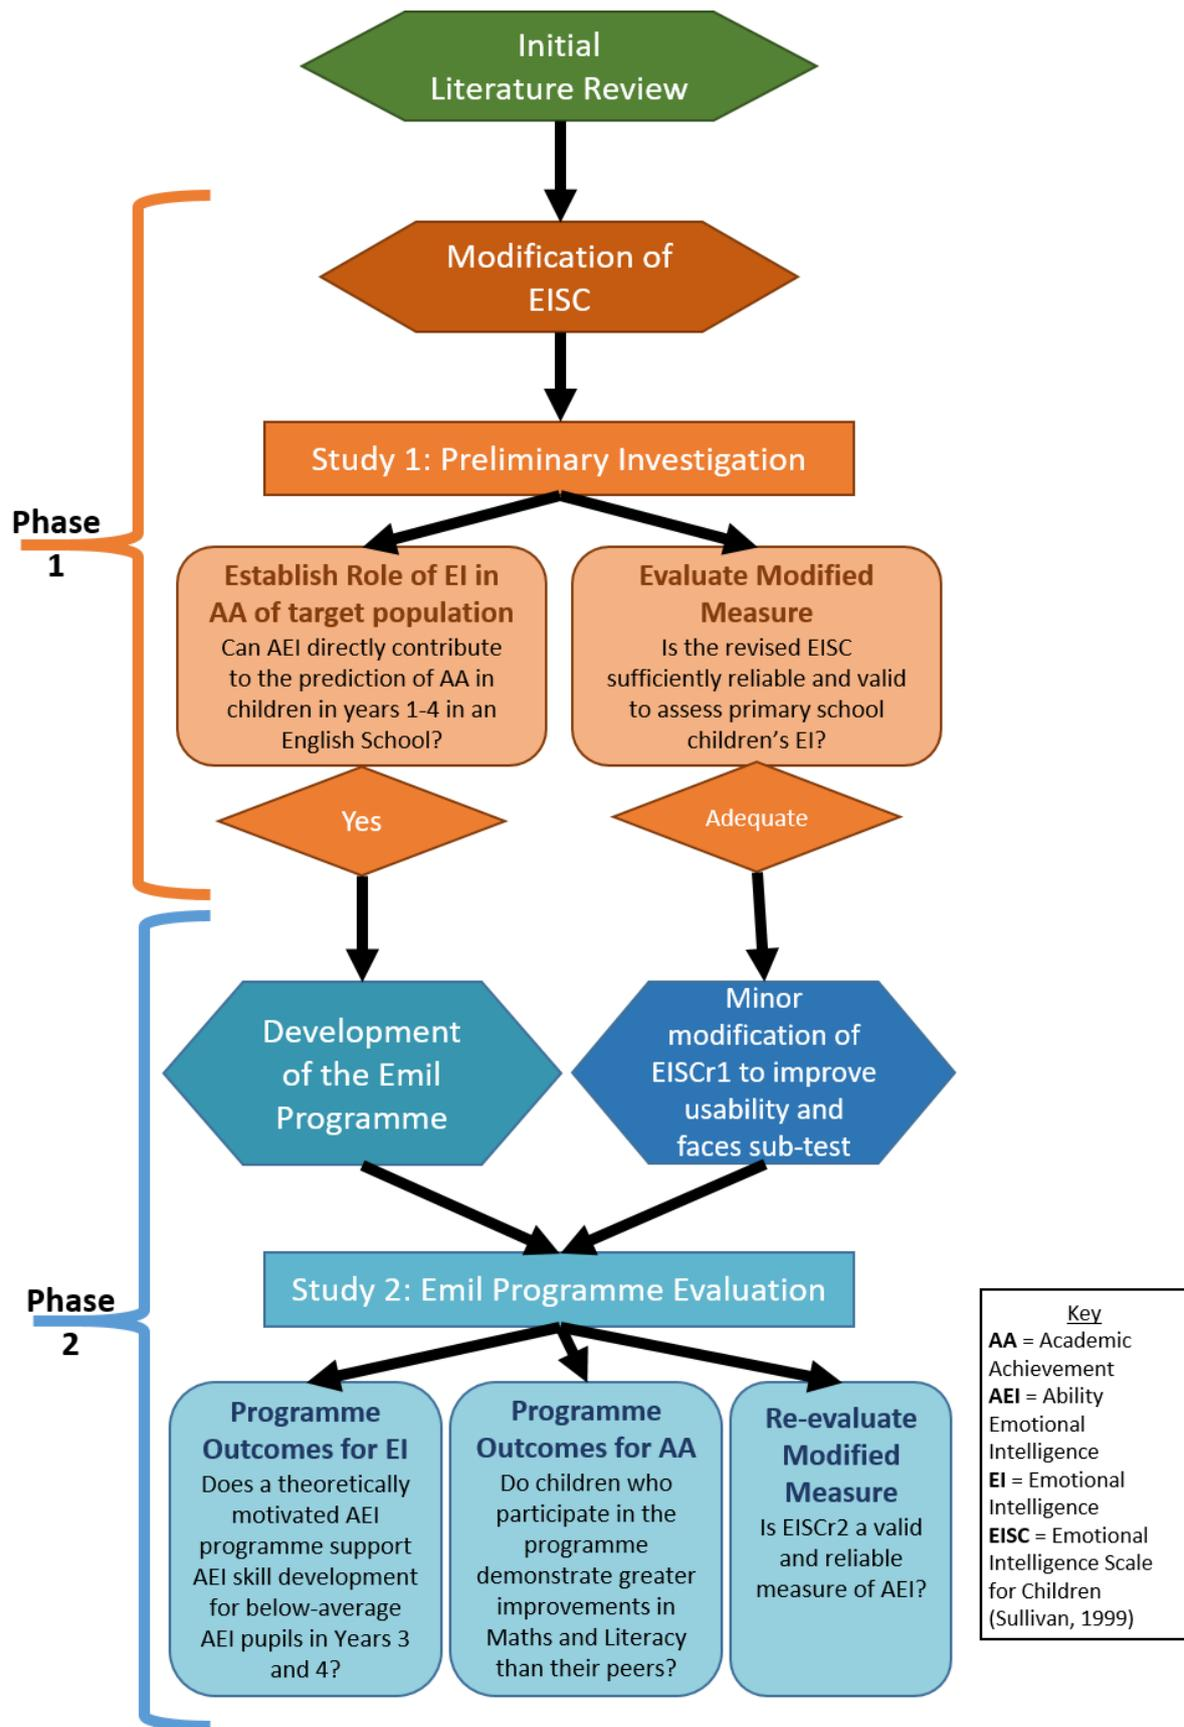 Initial
Literature Review
Modification of
EISC
Study 1: Preliminary Investigation
Phase
1
Establish Role of EI in
AA of target population
Can AEI directly contribute
to the prediction of AA in
children in years 1-4 in an
English School?
Evaluate Modified
Measure
Is the revised EISC
sufficiently reliable and valid
to assess primary school
children’s EI?
Yes
Adequate
Development
of the Emil
Programme
Minor
modification of
EISCr1 to improve
usability and
faces sub-test
Study 2: Emil Programme Evaluation
Phase
2
Programme
Outcomes for EI
Does a theoretically
motivated AEI
programme support
AEI skill development
for below-average
AEI pupils in Years 3
and 4?
Programme
Outcomes for AA
Do children who
participate in the
programme
demonstrate greater
improvements in
Maths and Literacy
than their peers?
Re-evaluate
Modified
Measure
Is EISCr2 a valid
and reliable
measure of AEI?
Key
AA = Academic
Achievement
AEI = Ability
Emotional
Intelligence
EI = Emotional
Intelligence
EISC = Emotional
Intelligence Scale
for Children
(Sullivan, 1999)